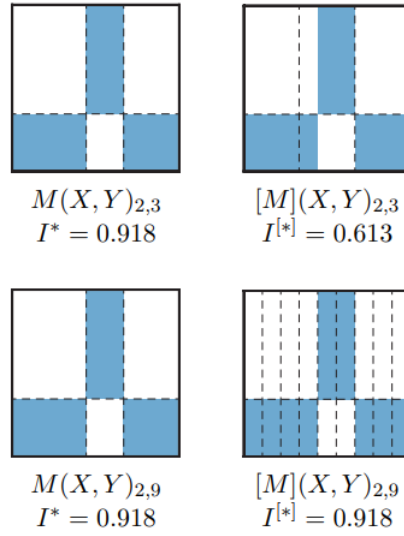 M(X, Y)₂,₃ [M](X, Y)₂,₃
I* = 0.918 I[*] = 0.613
M(X, Y)₂,₉ [M](X, Y)₂,₉
I* = 0.918 I[*] = 0.918